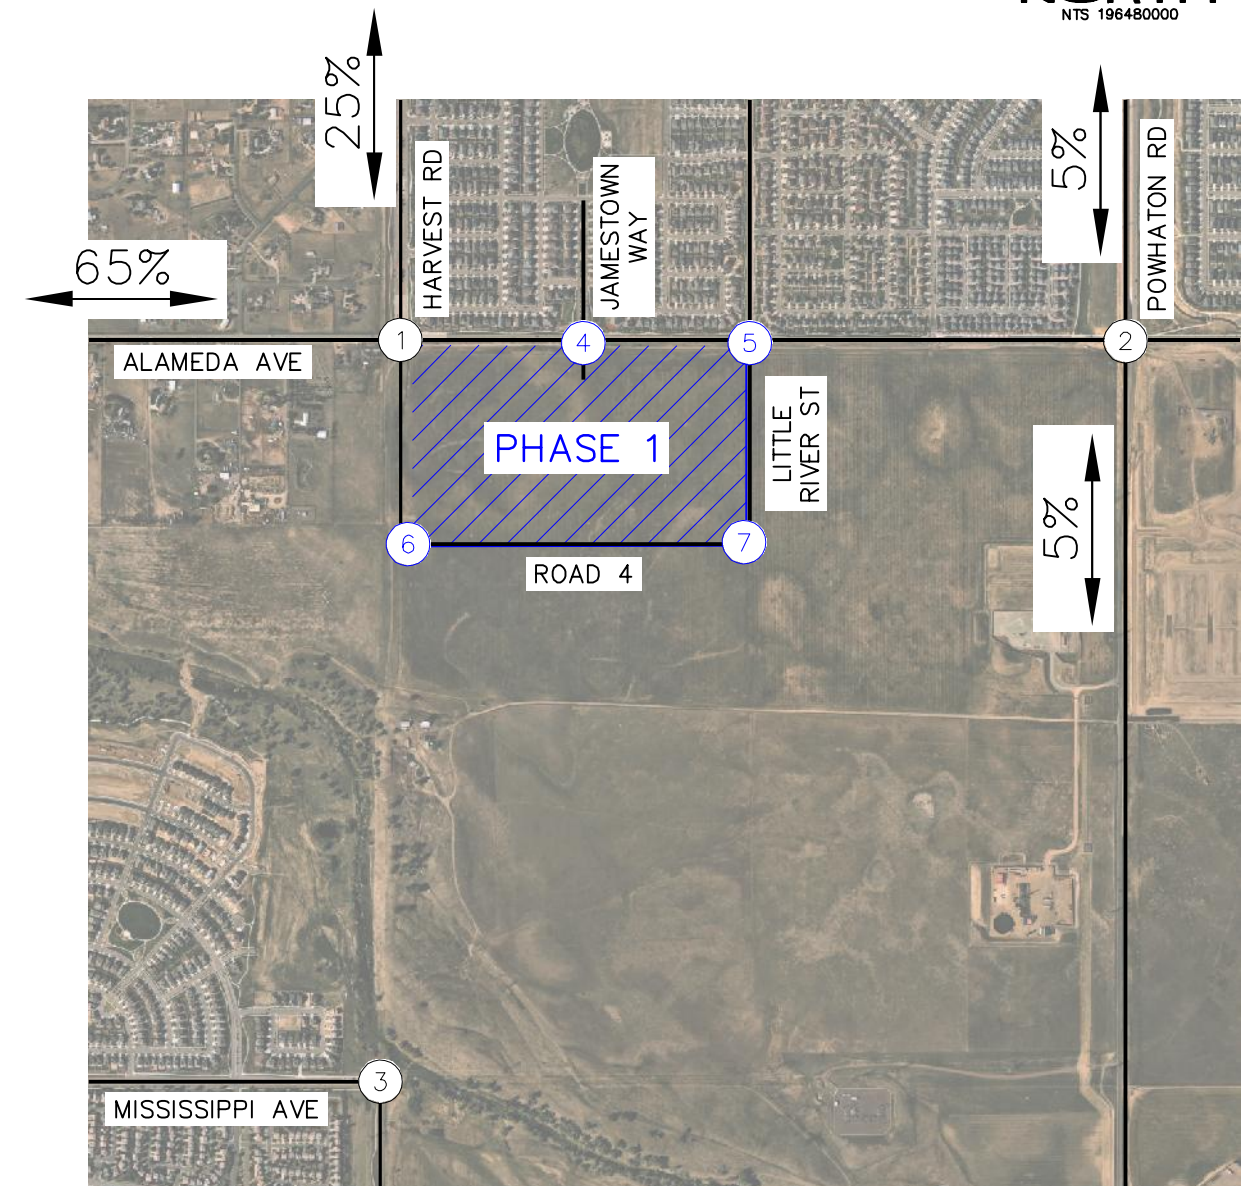 NORTH
NTS 196480000
25%
5%
HARVEST RD
JAMESTOWN
WAY
POWHATON RD
65%
1
4
5
2
ALAMEDA AVE
PHASE 1
LITTLE
RIVER ST
5%
6
7
ROAD 4
3
MISSISSIPPI AVE